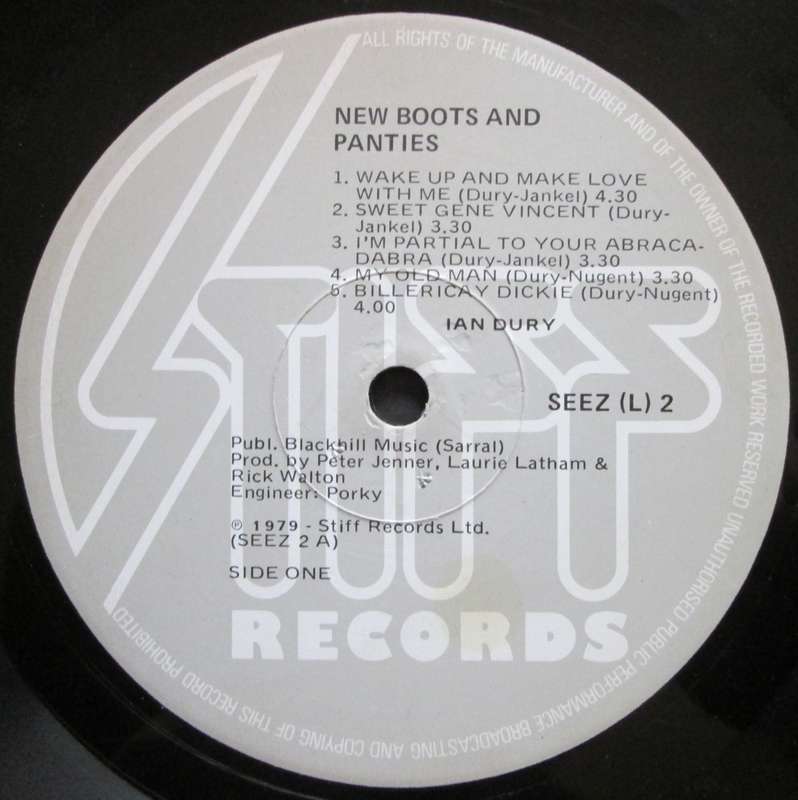 ALL RIGHTS OF THE MANUFACTURER AND OF THE OWNER OF THE RECORDED WORK RESERVED UNAUTHORISED PUBLIC PERFORMANCE BROADCASTING AND COPYING OF THIS RECORD PROHIBITED
NEW BOOTS AND
PANTIES
1. WAKE UP AND MAKE LOVE
WITH ME (Dury-Jankel) 4.30
2. SWEET GENE VINCENT (Dury-
Jankel) 3.30
3. I'M PARTIAL TO YOUR ABRACA-
DABRA (Dury-Jankel) 3.30
4. MY OLD MAN (Dury-Nugent) 3.30
5. BILLERICAY DICKIE (Dury-Nugent)
4.00
IAN DURY
STIFF
SEEZ (L) 2
Publ. Blackhill Music (Sarral)
Prod. by Peter Jenner, Laurie Latham &
Rick Walton
Engineer: Porky
℗ 1979 - Stiff Records Ltd.
(SEEZ 2 A)
SIDE ONE
RECORDS